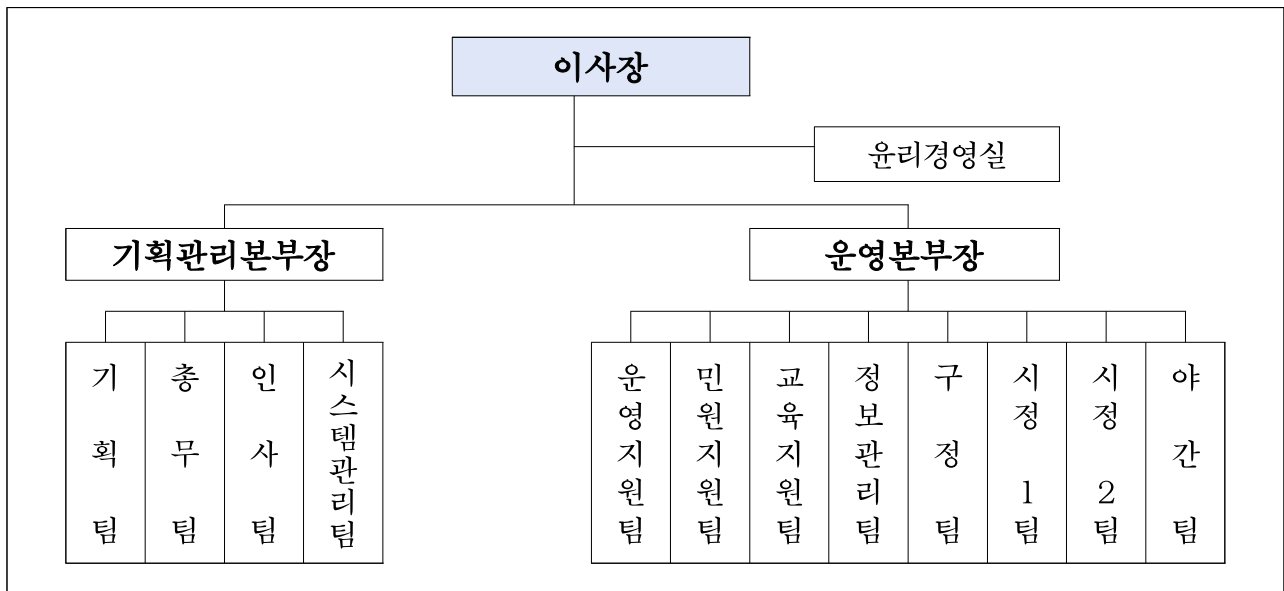 이사장
윤리경영실
기획관리본부장
운영본부장
기획팀
총무팀
인사팀
시스템관리팀
운영지원팀
민원지원팀
교육지원팀
정보관리팀
구정팀
시정 1팀
시정 2팀
야간팀